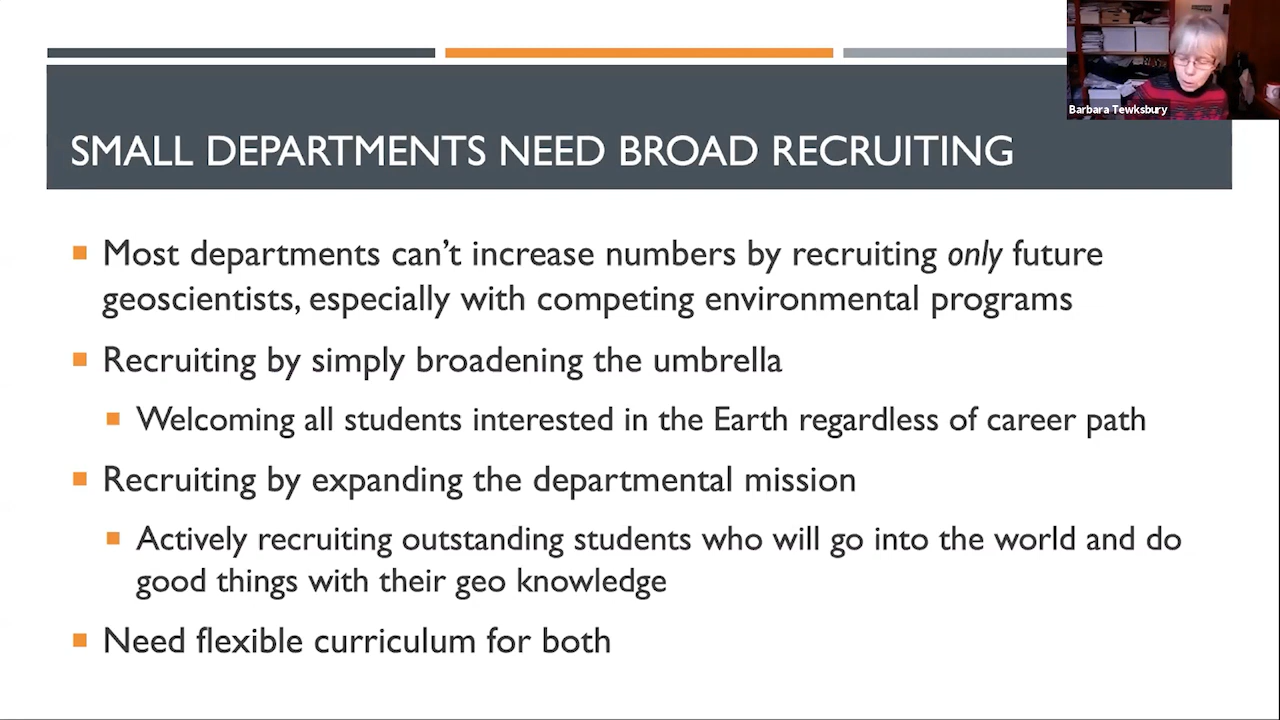 Barbara Tewksbury
SMALL DEPARTMENTS NEED BROAD RECRUITING
Most departments can’t increase numbers by recruiting only future
geoscientists, especially with competing environmental programs
Recruiting by simply broadening the umbrella
Welcoming all students interested in the Earth regardless of career path
Recruiting by expanding the departmental mission
Actively recruiting outstanding students who will go into the world and do
good things with their geo knowledge
Need flexible curriculum for both